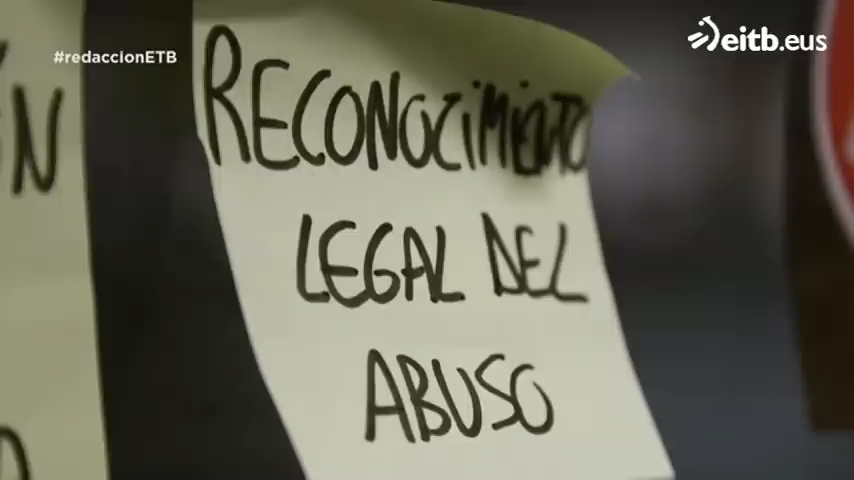 #redaccionETB
eitb.eus
RECONOCIMIENTO
LEGAL DEL
ABUSO